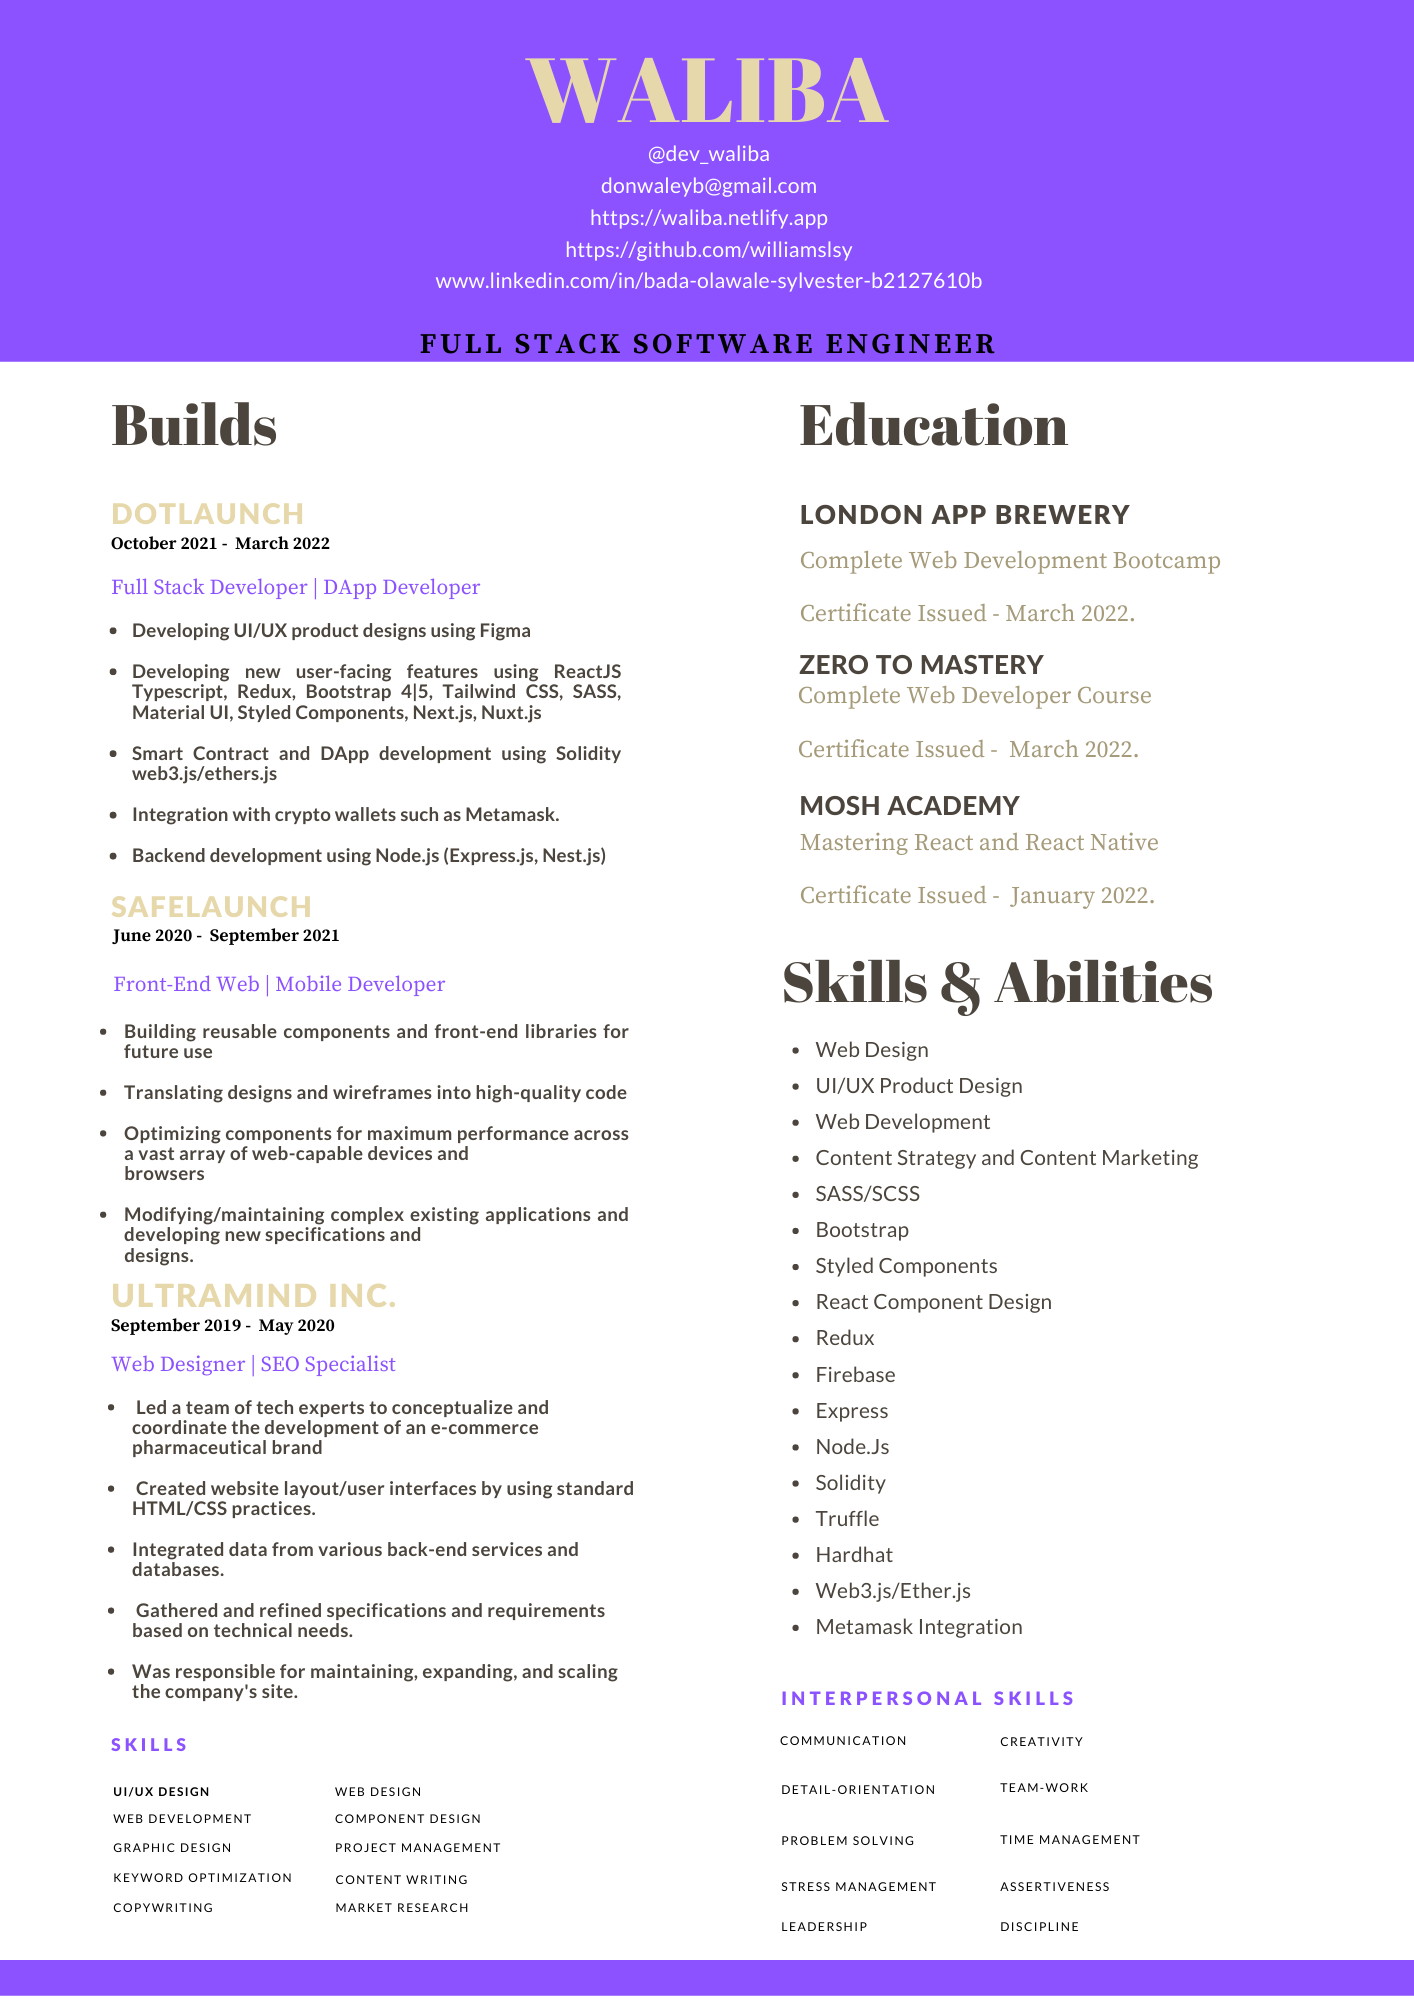 WALIBA
@dev_waliba
donwaleyb@gmail.com
https://waliba.netlify.app
https://github.com/williamslsy
www.linkedin.com/in/bada-olawale-sylvester-b2127610b
FULL STACK SOFTWARE ENGINEER
Builds
DOTLAUNCH
October 2021 - March 2022
Full Stack Developer | DApp Developer
• Developing UI/UX product designs using Figma
• Developing new user-facing features using ReactJS
Typescript, Redux, Bootstrap 4|5, Tailwind CSS, SASS,
Material UI, Styled Components, Next.js, Nuxt.js
• Smart Contract and DApp development using Solidity
web3.js/ethers.js
• Integration with crypto wallets such as Metamask.
• Backend development using Node.js (Express.js, Nest.js)
SAFELAUNCH
June 2020 - September 2021
Front-End Web | Mobile Developer
• Building reusable components and front-end libraries for
future use
• Translating designs and wireframes into high-quality code
• Optimizing components for maximum performance across
a vast array of web-capable devices and
browsers
• Modifying/maintaining complex existing applications and
developing new specifications and
designs.
ULTRAMIND INC.
September 2019 - May 2020
Web Designer | SEO Specialist
• Led a team of tech experts to conceptualize and
coordinate the development of an e-commerce
pharmaceutical brand
• Created website layout/user interfaces by using standard
HTML/CSS practices.
• Integrated data from various back-end services and
databases.
• Gathered and refined specifications and requirements
based on technical needs.
• Was responsible for maintaining, expanding, and scaling
the company's site.
SKILLS
UI/UX DESIGN
WEB DEVELOPMENT
GRAPHIC DESIGN
KEYWORD OPTIMIZATION
COPYWRITING
WEB DESIGN
COMPONENT DESIGN
PROJECT MANAGEMENT
CONTENT WRITING
MARKET RESEARCH
Education
LONDON APP BREWERY
Complete Web Development Bootcamp
Certificate Issued - March 2022.
ZERO TO MASTERY
Complete Web Developer Course
Certificate Issued - March 2022.
MOSH ACADEMY
Mastering React and React Native
Certificate Issued - January 2022.
Skills & Abilities
• Web Design
• UI/UX Product Design
• Web Development
• Content Strategy and Content Marketing
• SASS/SCSS
• Bootstrap
• Styled Components
• React Component Design
• Redux
• Firebase
• Express
• Node.Js
• Solidity
• Truffle
• Hardhat
• Web3.js/Ether.js
• Metamask Integration
INTERPERSONAL SKILLS
COMMUNICATION
DETAIL-ORIENTATION
PROBLEM SOLVING
STRESS MANAGEMENT
LEADERSHIP
CREATIVITY
TEAM-WORK
TIME MANAGEMENT
ASSERTIVENESS
DISCIPLINE